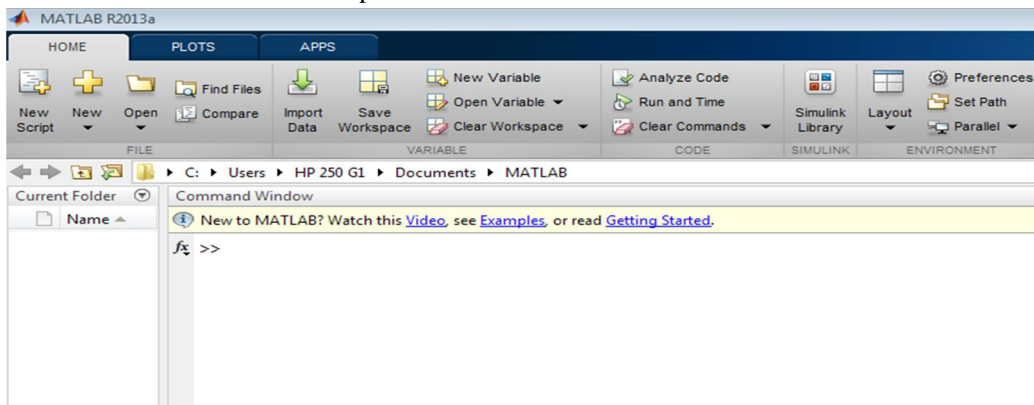 MATLAB R2013a
HOME PLOTS APPS
New Script
New
Open
Find Files
Compare
FILE
Import Data
Save Workspace
New Variable
Open Variable
Clear Workspace
VARIABLE
Analyze Code
Run and Time
Clear Commands
CODE
Simulink Library
SIMULINK
Layout
Preferences
Set Path
Parallel
ENVIRONMENT
C: Users HP 250 G1 Documents MATLAB
Current Folder
Name
Command Window
New to MATLAB? Watch this Video, see Examples, or read Getting Started.
fx >>